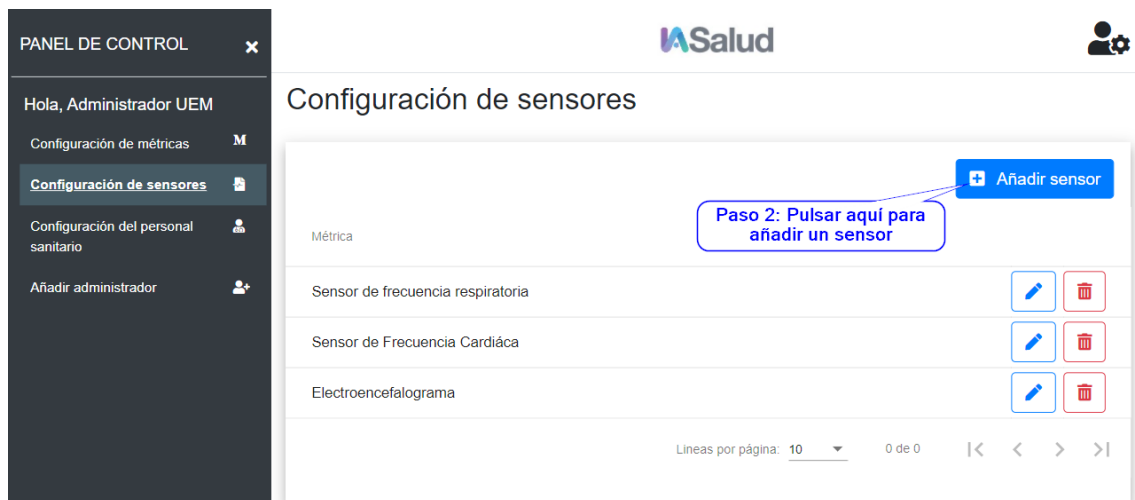 PANEL DE CONTROL
IASalud
Hola, Administrador UEM
Configuración de métricas
M
Configuración de sensores
Configuración del personal
sanitario
Añadir administrador
Configuración de sensores
Añadir sensor
Paso 2: Pulsar aquí para
añadir un sensor
Métrica
Sensor de frecuencia respiratoria
Sensor de Frecuencia Cardiáca
Electroencefalograma
Lineas por página: 10
0 de 0